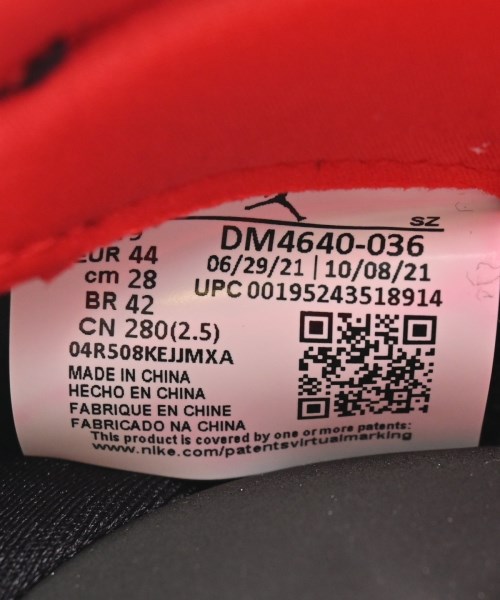 SZ
9
EUR 44
cm 28
BR 42
CN 280(2.5)
04R508KEJJMXA
DM4640-036
06/29/21 | 10/08/21
UPC 00195243518914
MADE IN CHINA
HECHO EN CHINA
FABRIQUE EN CHINE
FABRICADO NA CHINA
This product is covered by one or more patents:
www.nike.com/patentsvirtualmarking